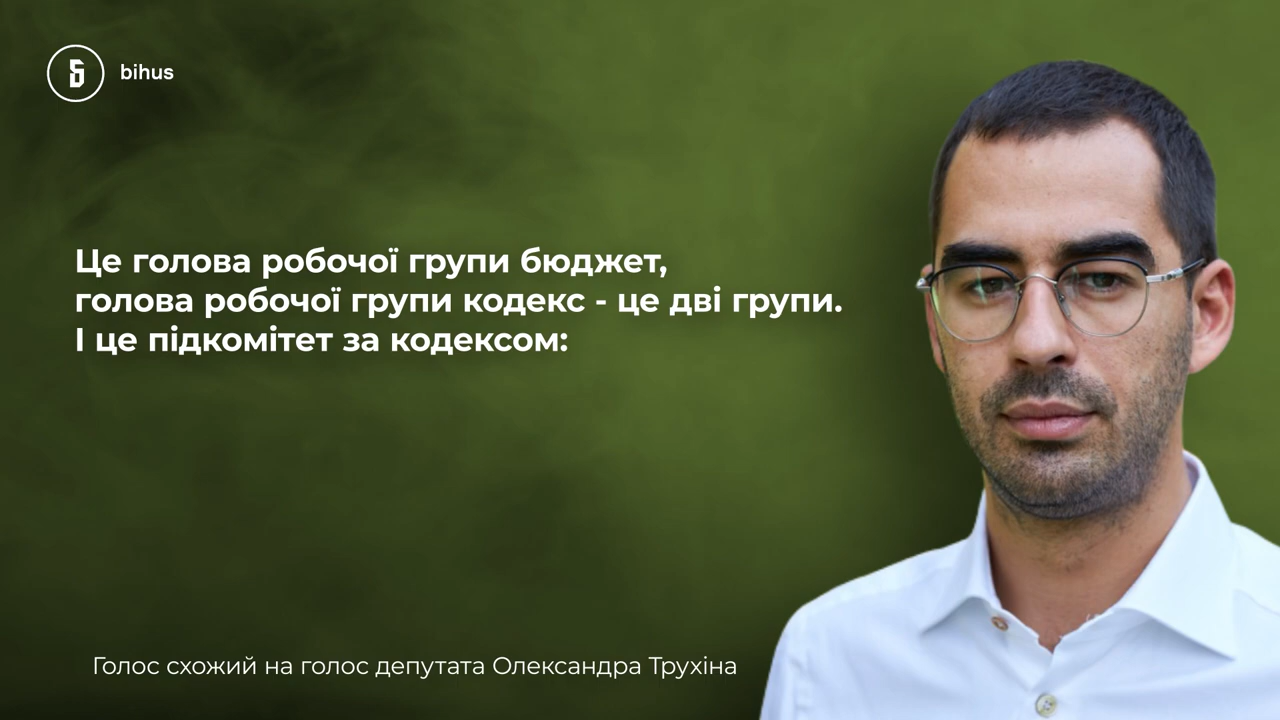 bihus
Це голова робочої групи бюджет,
голова робочої групи кодекс - це дві групи.
І це підкомітет за кодексом:
Голос схожий на голос депутата Олександра Трухіна